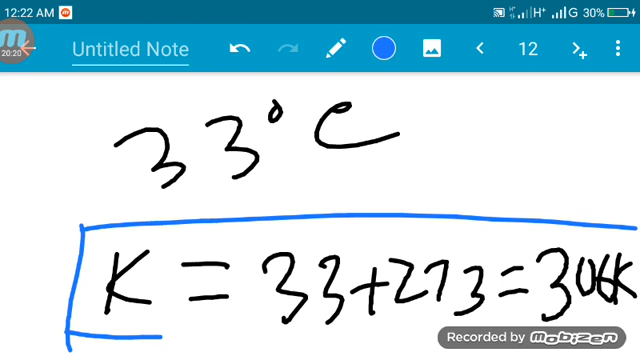 12:22 AM H+ G 30%
20:20 Untitled Note 12
33°C
K = 33+273=306K
Recorded by mobizen